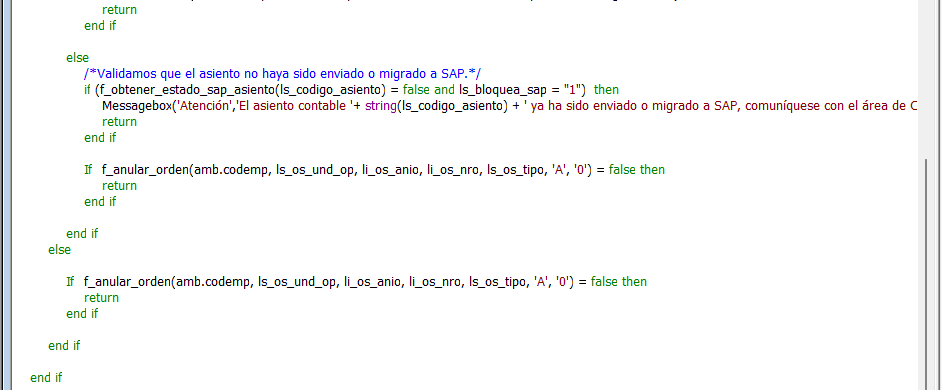 return
end if
else
/*Validamos que el asiento no haya sido enviado o migrado a SAP.*/
if (f_obtener_estado_sap_asiento(ls_codigo_asiento) = false and ls_bloquea_sap = "1")  then
Messagebox('Atención','El asiento contable '+ string(ls_codigo_asiento) + ' ya ha sido enviado o migrado a SAP, comuníquese con el área de C
return
end if
If  f_anular_orden(amb.codemp, ls_os_und_op, li_os_anio, li_os_nro, ls_os_tipo, 'A', '0') = false then
return
end if
end if
else
If  f_anular_orden(amb.codemp, ls_os_und_op, li_os_anio, li_os_nro, ls_os_tipo, 'A', '0') = false then
return
end if
end if
end if